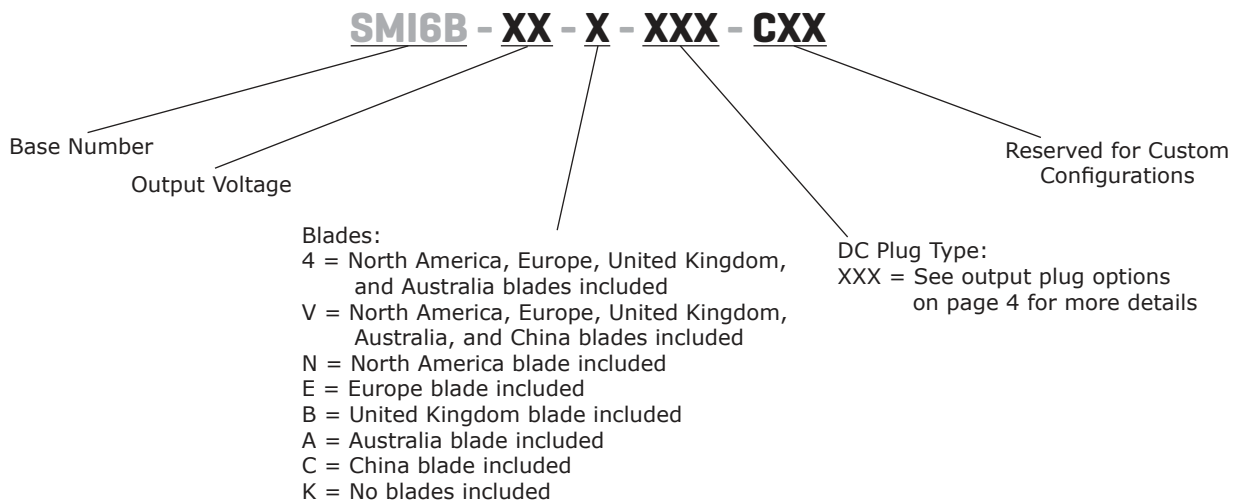 SMI6B - XX - X - XXX - CXX
Base Number
Output Voltage
Blades:
4 = North America, Europe, United Kingdom,
and Australia blades included
V = North America, Europe, United Kingdom,
Australia, and China blades included
N = North America blade included
E = Europe blade included
B = United Kingdom blade included
A = Australia blade included
C = China blade included
K = No blades included
DC Plug Type:
XXX = See output plug options
on page 4 for more details
Reserved for Custom
Configurations